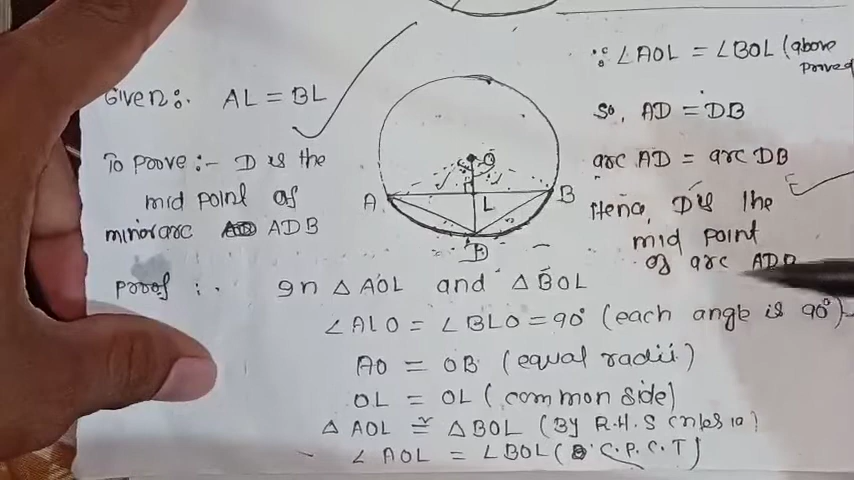 Given:. AL = BL
To Poove :- D is the
mid point of
minor arc ADB
O
A
B
L
D
∵ ∠AOL = ∠BOL (above
proved
so, AD = DB
arc AD = arc DB
Hence, D is the
mid point
of arc ADB
Proof :. In △ AOL and △ BOL
∠ALO = ∠BLO = 90° (each angle is 90°)
AO = OB (equal radii)
OL = OL (common side)
△ AOL ≅ △ BOL (By R.H.S
∠ AOL = ∠BOL ( C.P.C.T)